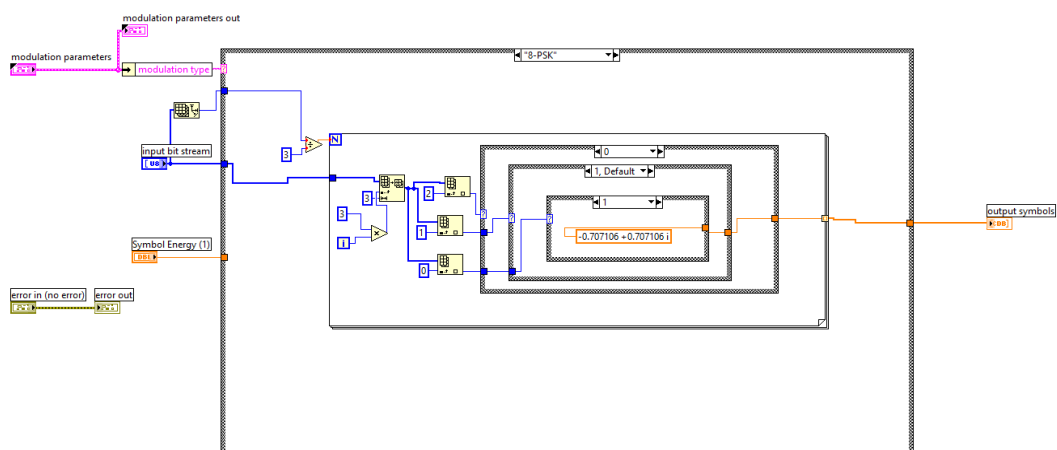 modulation parameters out
modulation parameters
"8-PSK"
modulation type
input bit stream
U8
3
N
0
1, Default
1
3
2
3
1
i
0
-0.707106 +0.707106 i
output symbols
DB
Symbol Energy (1)
DBL
error in (no error)
error out